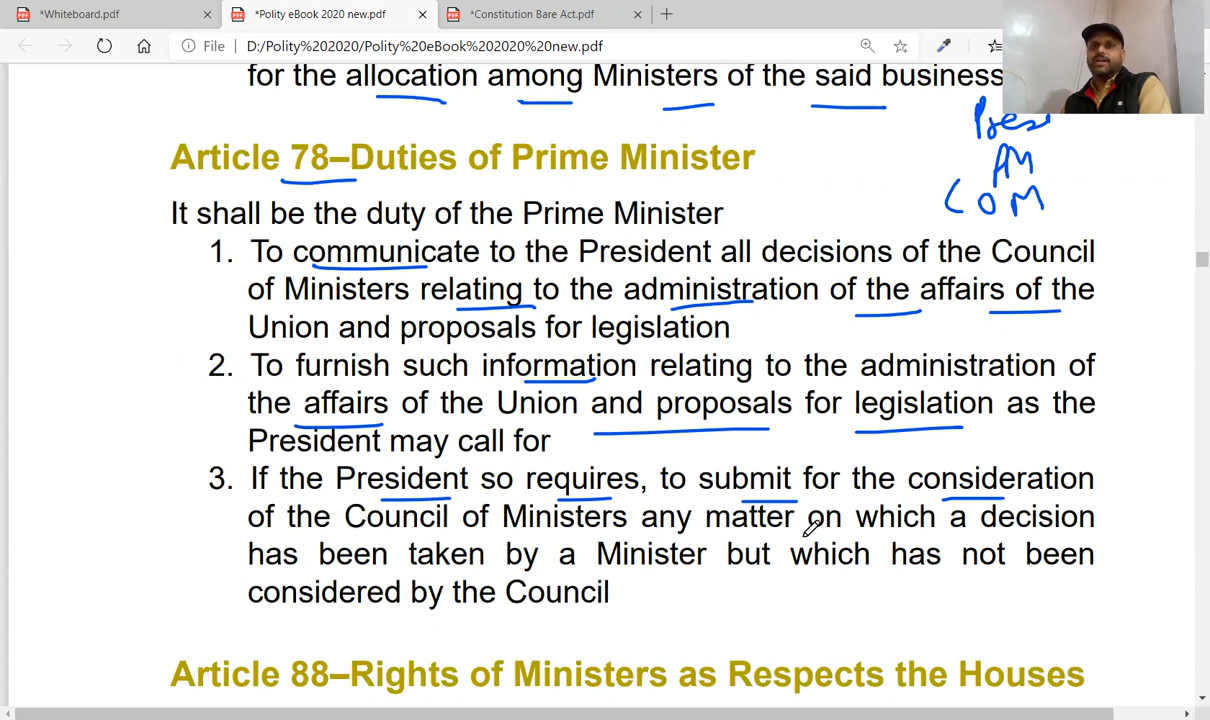 *Whiteboard.pdf
*Polity eBook 2020 new.pdf
*Constitution Bare Act.pdf
File D:/Polity%202020/Polity%20eBook%202020%20new.pdf
for the allocation among Ministers of the said business
Pres
Article 78–Duties of Prime Minister
It shall be the duty of the Prime Minister
COM
1. To communicate to the President all decisions of the Council
of Ministers relating to the administration of the affairs of the
Union and proposals for legislation
2. To furnish such information relating to the administration of
the affairs of the Union and proposals for legislation as the
President may call for
3. If the President so requires, to submit for the consideration
of the Council of Ministers any matter on which a decision
has been taken by a Minister but which has not been
considered by the Council
Article 88–Rights of Ministers as Respects the Houses